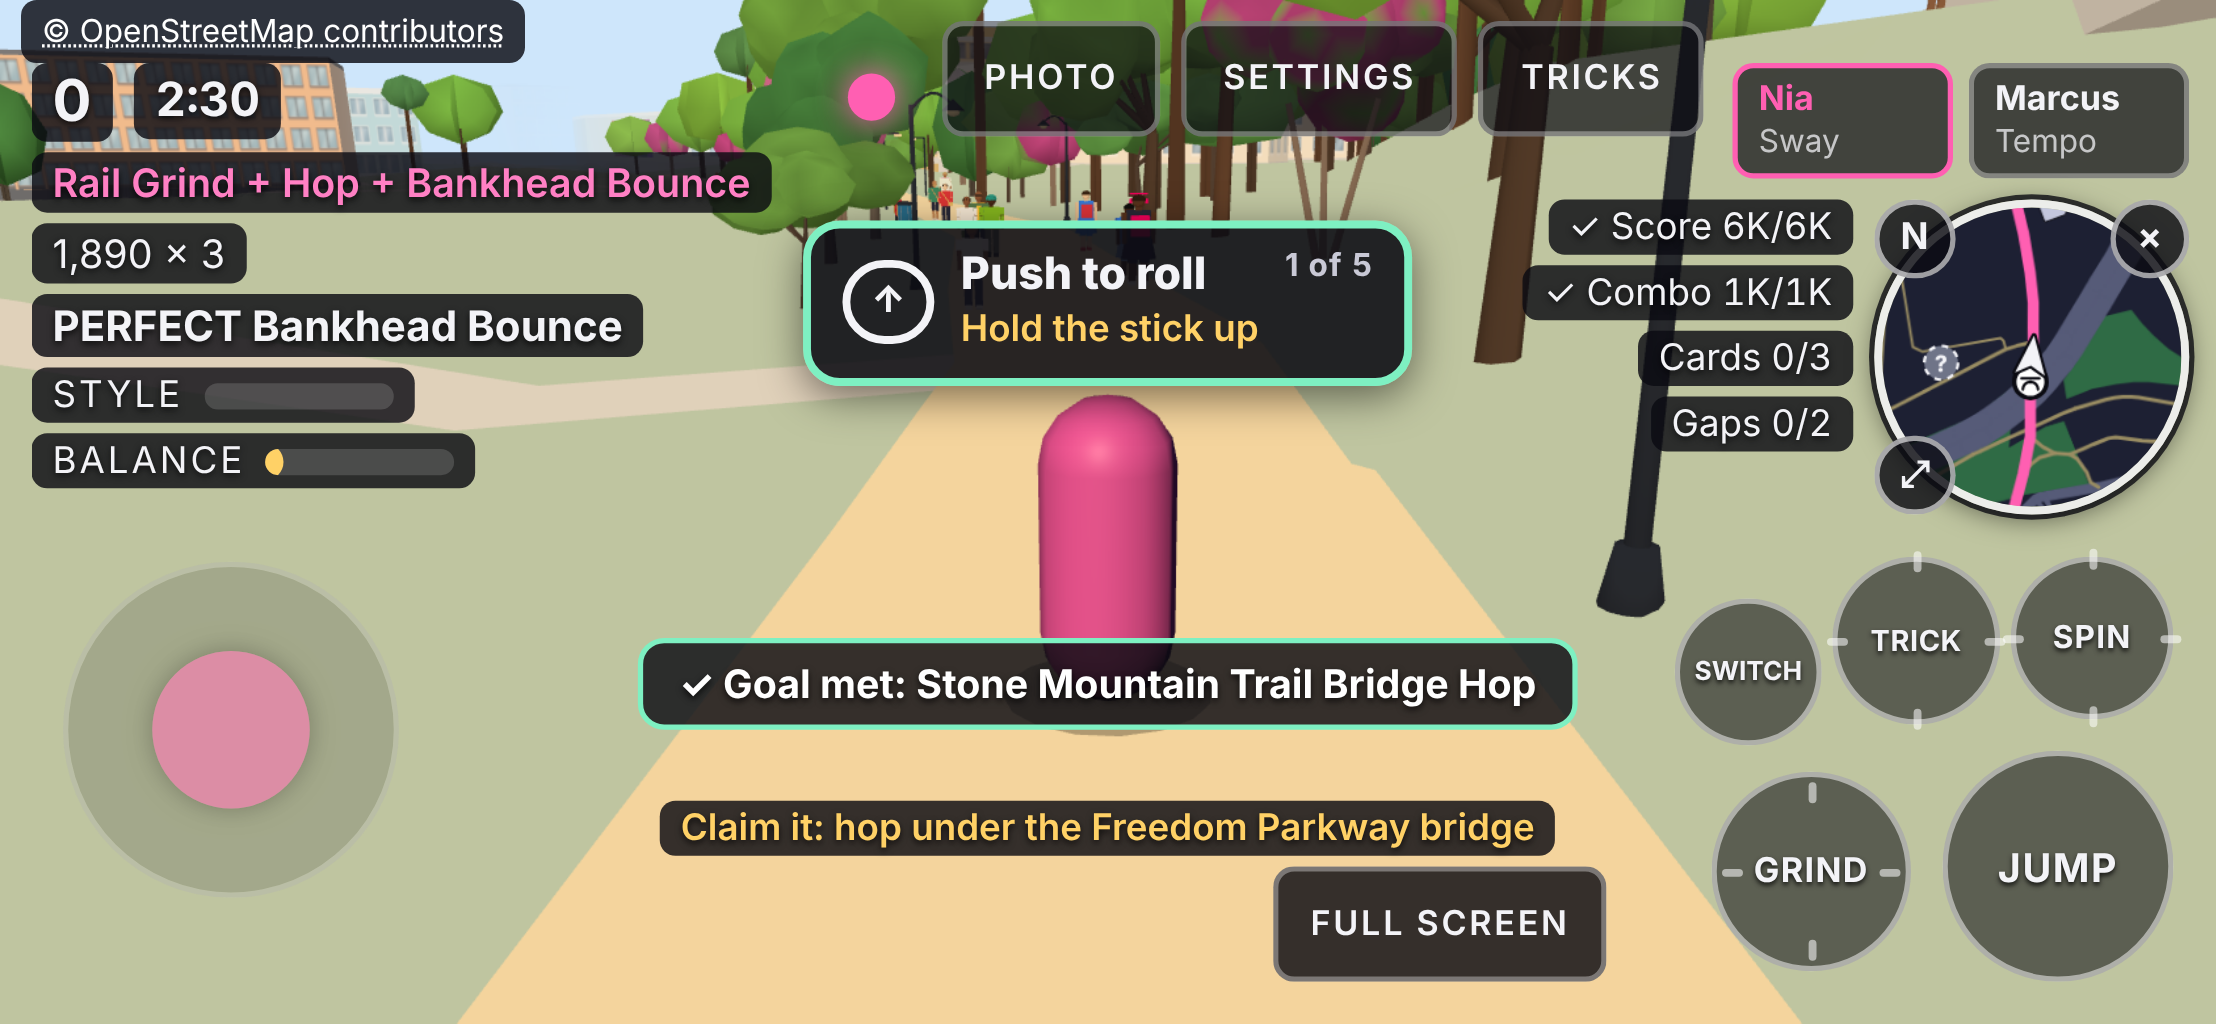 © OpenStreetMap contributors
0
2:30
Rail Grind + Hop + Bankhead Bounce
1,890 × 3
PERFECT Bankhead Bounce
STYLE
BALANCE
PHOTO
SETTINGS
TRICKS
Nia
Sway
Marcus
Tempo
Push to roll
1 of 5
Hold the stick up
✓ Score 6K/6K
✓ Combo 1K/1K
Cards 0/3
Gaps 0/2
N
×
?
✓ Goal met: Stone Mountain Trail Bridge Hop
Claim it: hop under the Freedom Parkway bridge
FULL SCREEN
SWITCH
TRICK
SPIN
GRIND
JUMP